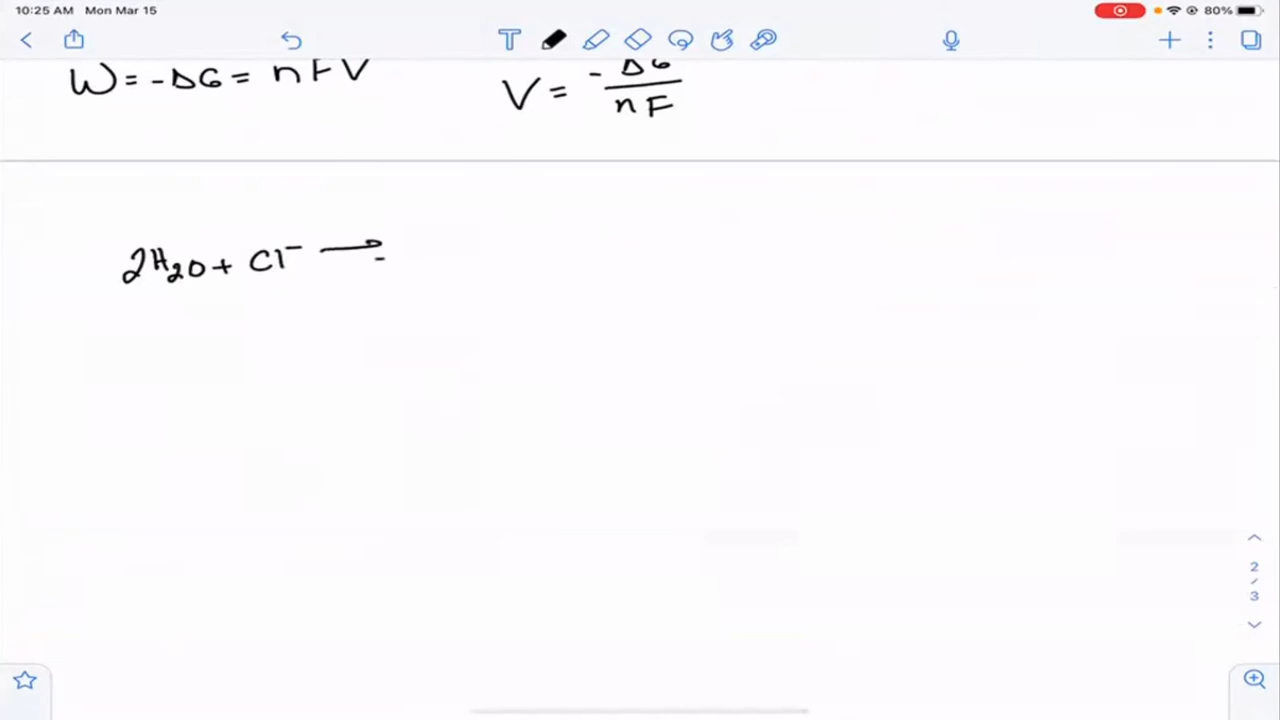 10:25 AM Mon Mar 15
80%
T
W = -ΔG = nFV
V = -ΔG / nF
2H₂O + Cl⁻ ⟶ -
2
/
3